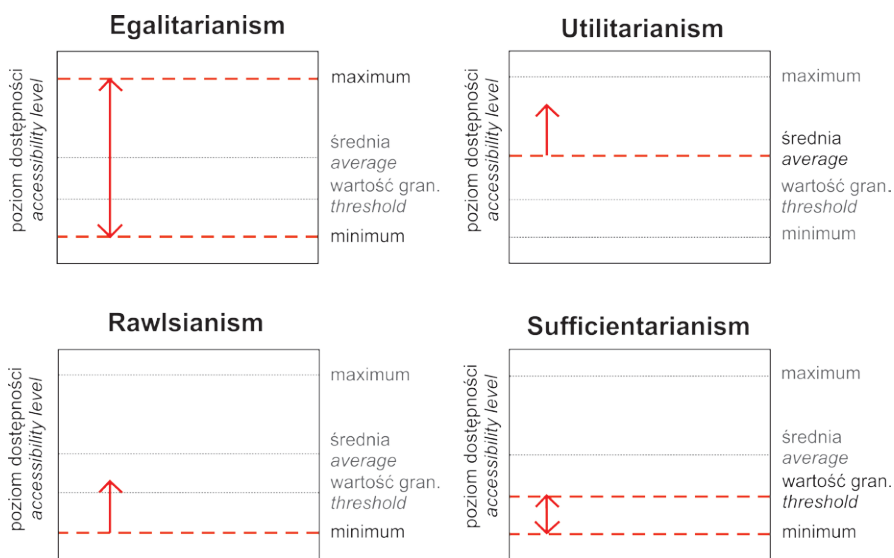 Egalitarianism
poziom dostępności
accessibility level
maximum
średnia
average
wartość gran.
threshold
minimum
Utilitarianism
poziom dostępności
accessibility level
maximum
średnia
average
wartość gran.
threshold
minimum
Rawlsianism
poziom dostępności
accessibility level
maximum
średnia
average
wartość gran.
threshold
minimum
Sufficientarianism
poziom dostępności
accessibility level
maximum
średnia
average
wartość gran.
threshold
minimum